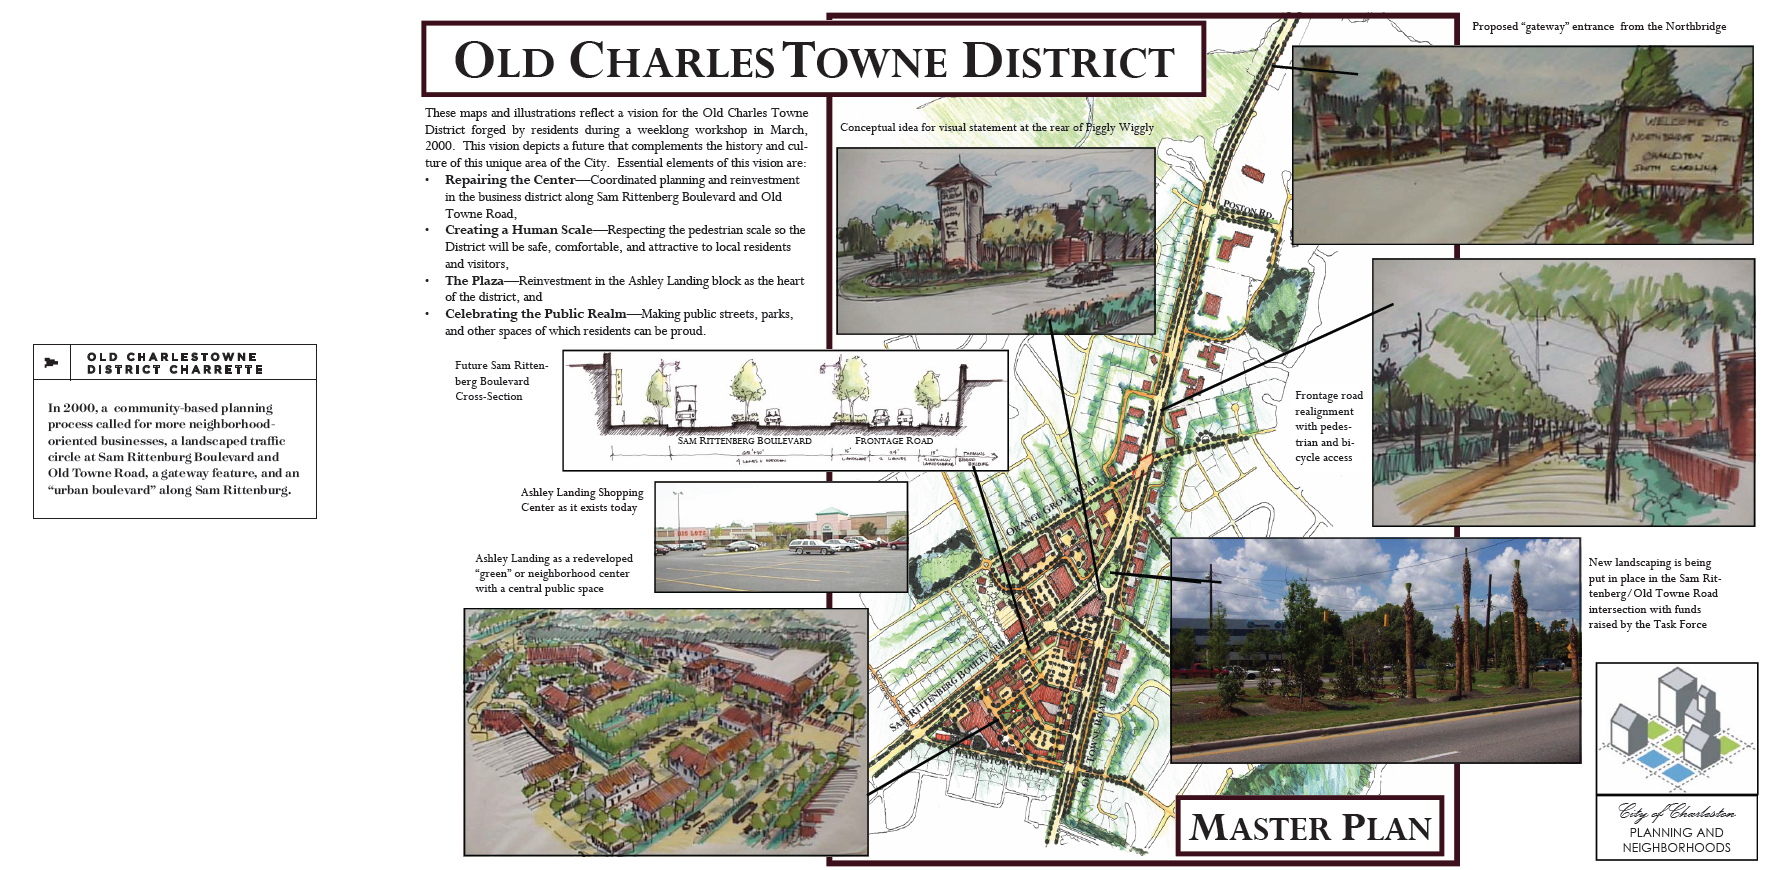 OLD CHARLES TOWNE DISTRICT
These maps and illustrations reflect a vision for the Old Charles Towne
District forged by residents during a weeklong workshop in March,
2000.  This vision depicts a future that complements the history and cul-
ture of this unique area of the City.  Essential elements of this vision are:
• Repairing the Center—Coordinated planning and reinvestment
in the business district along Sam Rittenberg Boulevard and Old
Towne Road,
• Creating a Human Scale—Respecting the pedestrian scale so the
District will be safe, comfortable, and attractive to local residents
and visitors,
• The Plaza—Reinvestment in the Ashley Landing block as the heart
of the district, and
• Celebrating the Public Realm—Making public streets, parks,
and other spaces of which residents can be proud.
OLD CHARLESTOWNE
DISTRICT CHARRETTE
In 2000, a  community-based planning
process called for more neighborhood-
oriented businesses, a landscaped traffic
circle at Sam Rittenburg Boulevard and
Old Towne Road, a gateway feature, and an
“urban boulevard” along Sam Rittenburg.
Conceptual idea for visual statement at the rear of Piggly Wiggly
Proposed “gateway” entrance  from the Northbridge
WELCOME TO
CHARLESTON
SOUTH CAROLINA
POSTON RD.
Future Sam Ritten-
berg Boulevard
Cross-Section
SAM RITTENBERG BOULEVARD
FRONTAGE ROAD
Frontage road
realignment
with pedes-
trian and bi-
cycle access
Ashley Landing Shopping
Center as it exists today
BIG LOTS
ORANGE GROVE ROAD
Ashley Landing as a redeveloped
“green” or neighborhood center
with a central public space
New landscaping is being
put in place in the Sam Rit-
tenberg/Old Towne Road
intersection with funds
raised by the Task Force
SAM RITTENBERG BOULEVARD
TOWNE ROAD
MASTER PLAN
City of Charleston
PLANNING AND
NEIGHBORHOODS